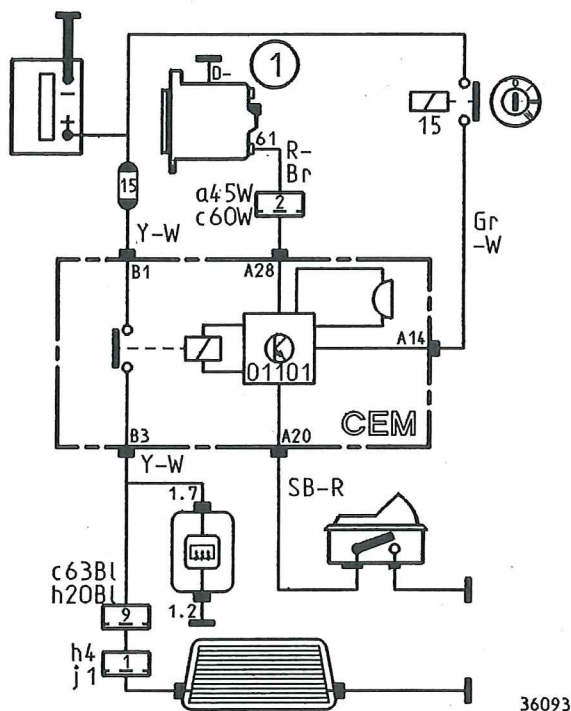 1
D-
61
R-
Br
a45W
c60W
2
15
15
0
Y-W
Gr
-W
B1
A28
A14
01101
CEM
B3
A20
Y-W
SB-R
1.7
1.2
c63Bl
h20Bl
9
h4
j1
1
36093